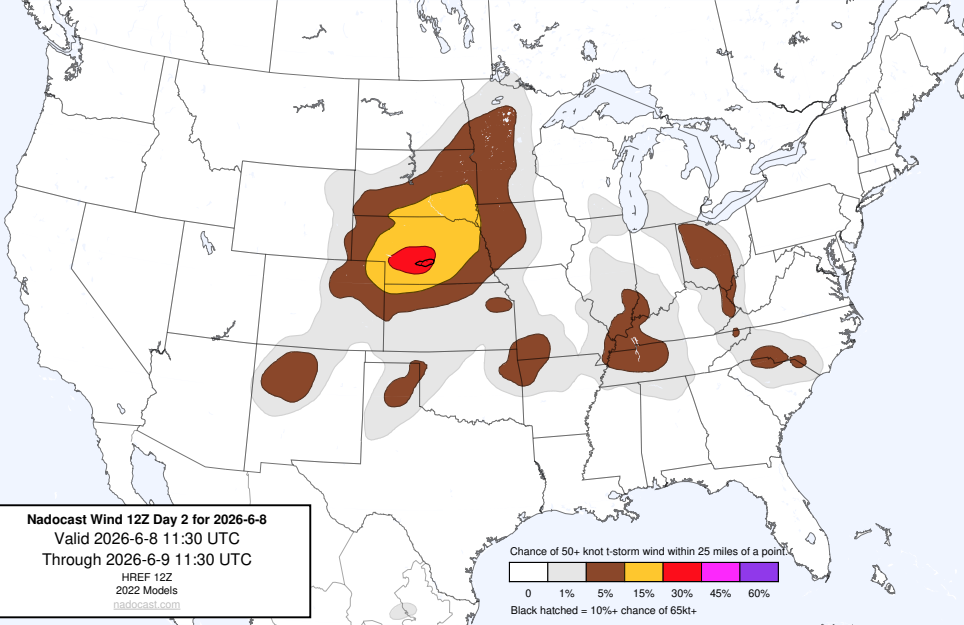 Nadocast Wind 12Z Day 2 for 2026-6-8
Valid 2026-6-8 11:30 UTC
Through 2026-6-9 11:30 UTC
HREF 12Z
2022 Models
nadocast.com
Chance of 50+ knot t-storm wind within 25 miles of a point.
0 1% 5% 15% 30% 45% 60%
Black hatched = 10%+ chance of 65kt+